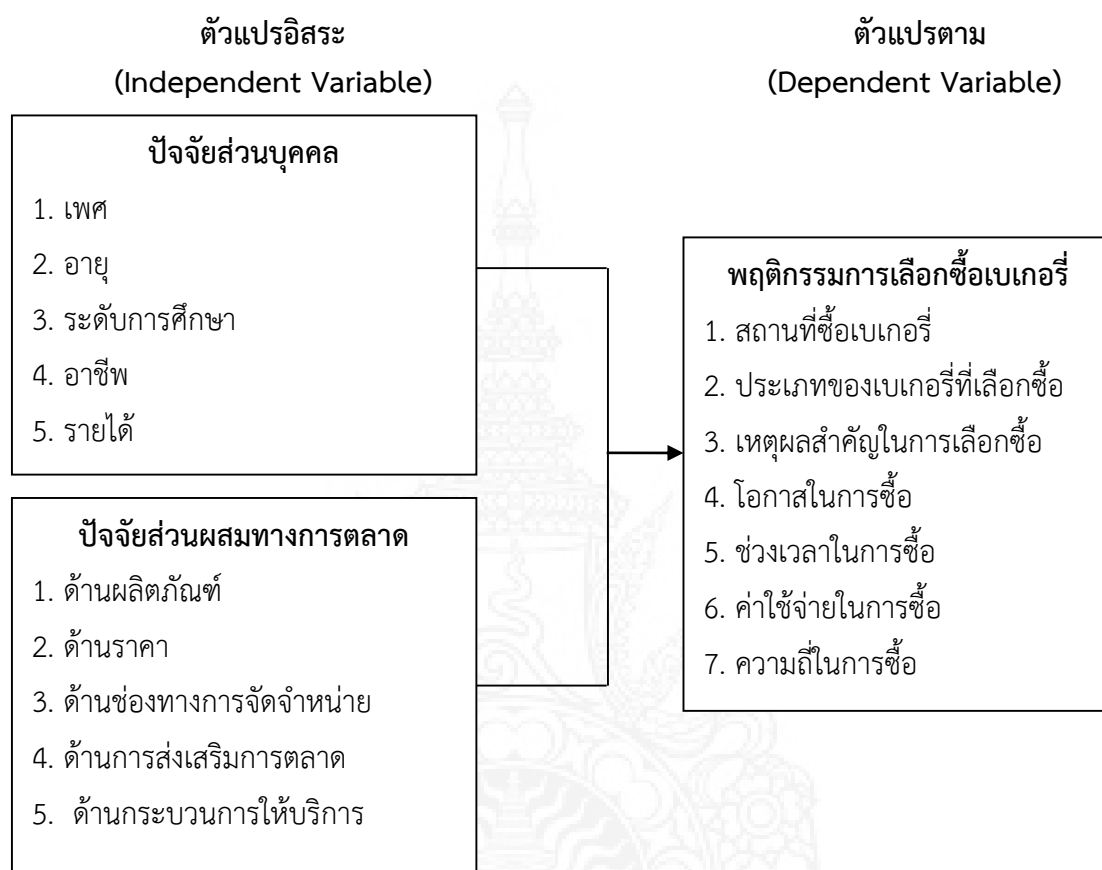 ตัวแปรอิสระ
(Independent Variable)
ปัจจัยส่วนบุคคล
1. เพศ
2. อายุ
3. ระดับการศึกษา
4. อาชีพ
5. รายได้
ปัจจัยส่วนผสมทางการตลาด
1. ด้านผลิตภัณฑ์
2. ด้านราคา
3. ด้านช่องทางการจัดจำหน่าย
4. ด้านการส่งเสริมการตลาด
5. ด้านกระบวนการให้บริการ
ตัวแปรตาม
(Dependent Variable)
พฤติกรรมการเลือกซื้อเบเกอรี่
1. สถานที่ซื้อเบเกอรี่
2. ประเภทของเบเกอรี่ที่เลือกซื้อ
3. เหตุผลสำคัญในการเลือกซื้อ
4. โอกาสในการซื้อ
5. ช่วงเวลาในการซื้อ
6. ค่าใช้จ่ายในการซื้อ
7. ความถี่ในการซื้อ